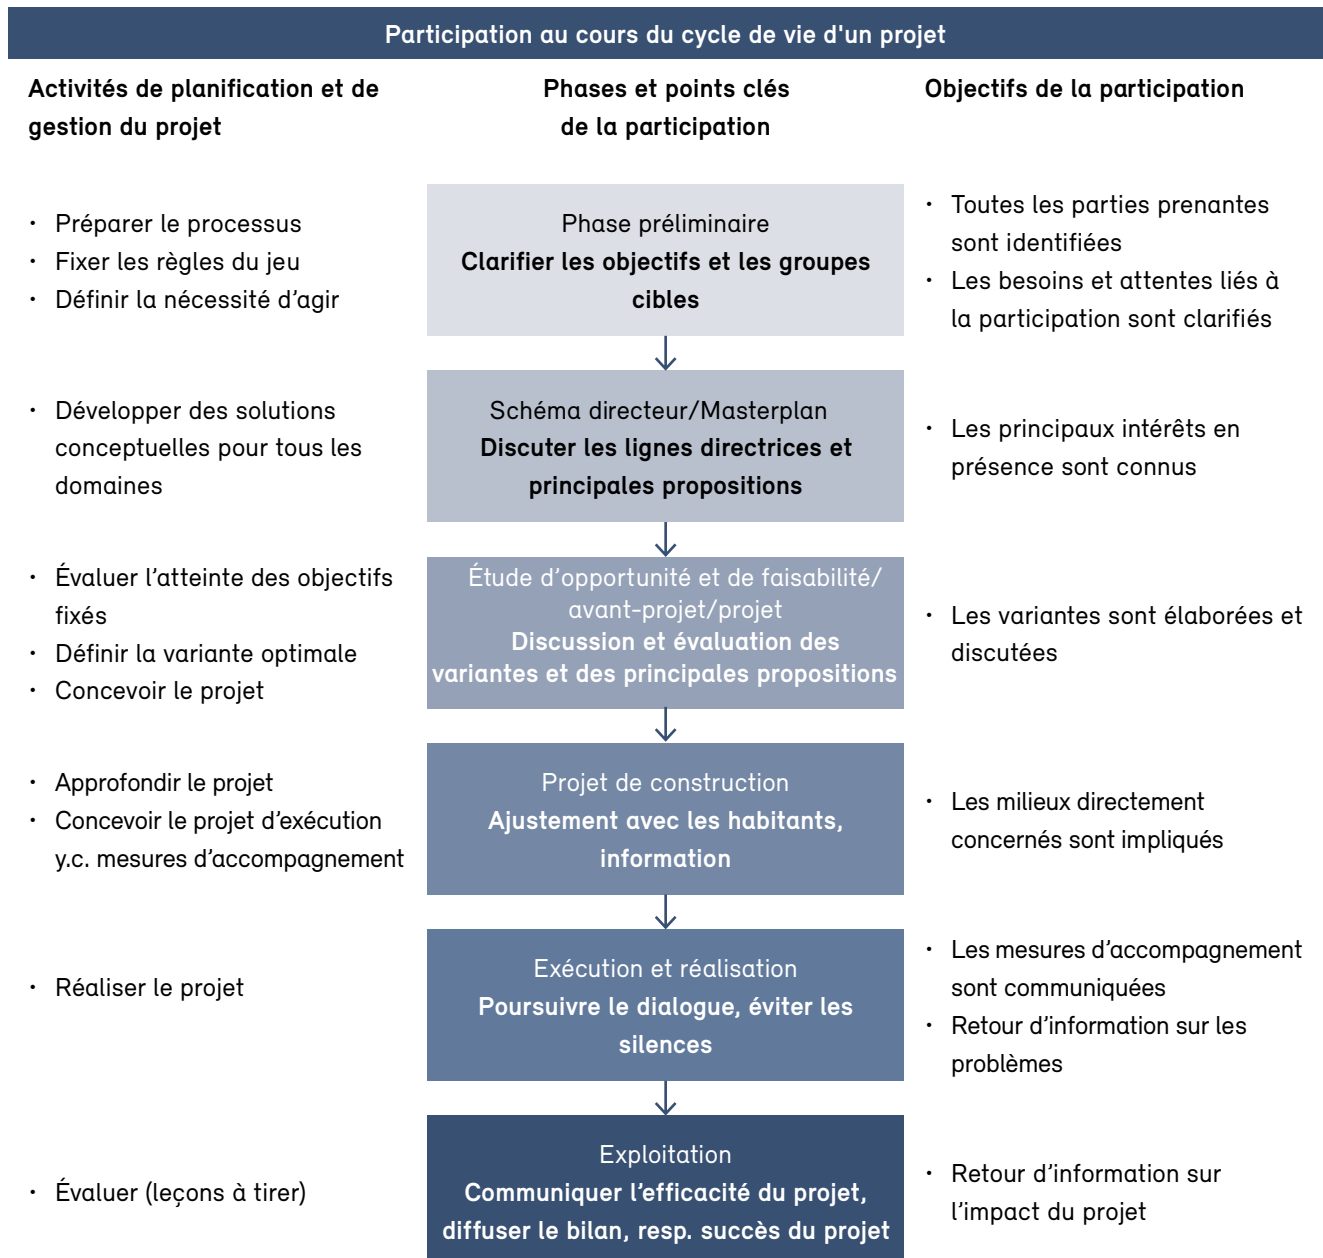 Participation au cours du cycle de vie d'un projet
Activités de planification et de
gestion du projet
Phases et points clés
de la participation
Objectifs de la participation
• Préparer le processus
• Fixer les règles du jeu
• Définir la nécessité d’agir
Phase préliminaire
Clarifier les objectifs et les groupes
cibles
• Toutes les parties prenantes
sont identifiées
• Les besoins et attentes liés à
la participation sont clarifiés
• Développer des solutions
conceptuelles pour tous les
domaines
Schéma directeur/Masterplan
Discuter les lignes directrices et
principales propositions
• Les principaux intérêts en
présence sont connus
• Évaluer l’atteinte des objectifs
fixés
• Définir la variante optimale
• Concevoir le projet
Étude d’opportunité et de faisabilité/
avant-projet/projet
Discussion et évaluation des
variantes et des principales propositions
• Les variantes sont élaborées et
discutées
• Approfondir le projet
• Concevoir le projet d’exécution
y.c. mesures d’accompagnement
Projet de construction
Ajustement avec les habitants,
information
• Les milieux directement
concernés sont impliqués
• Réaliser le projet
Exécution et réalisation
Poursuivre le dialogue, éviter les
silences
• Les mesures d’accompagnement
sont communiquées
• Retour d’information sur les
problèmes
• Évaluer (leçons à tirer)
Exploitation
Communiquer l’efficacité du projet,
diffuser le bilan, resp. succès du projet
• Retour d’information sur
l’impact du projet